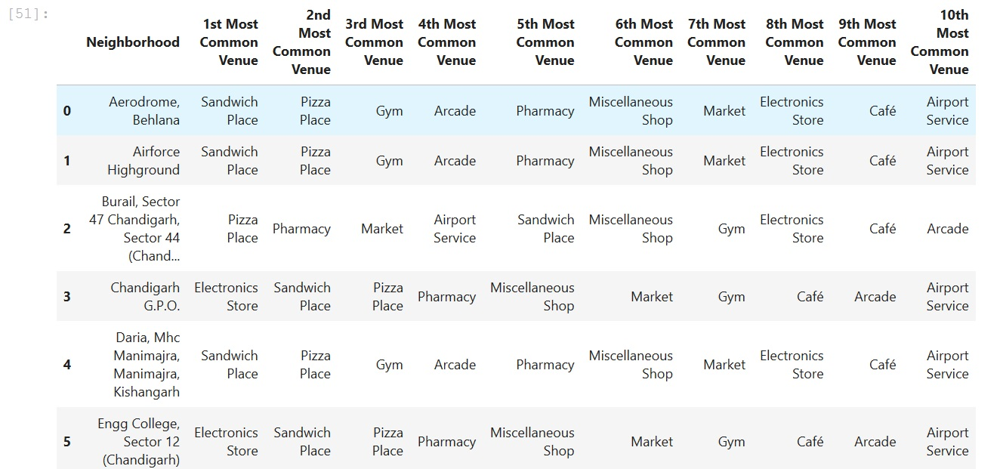 [51]:
Neighborhood 1st Most Common Venue 2nd Most Common Venue 3rd Most Common Venue 4th Most Common Venue 5th Most Common Venue 6th Most Common Venue 7th Most Common Venue 8th Most Common Venue 9th Most Common Venue 10th Most Common Venue
0 Aerodrome, Behlana Sandwich Place Pizza Place Gym Arcade Pharmacy Miscellaneous Shop Market Electronics Store Café Airport Service
1 Airforce Highground Sandwich Place Pizza Place Gym Arcade Pharmacy Miscellaneous Shop Market Electronics Store Café Airport Service
2 Burail, Sector 47 Chandigarh, Sector 44 (Chand... Pizza Place Pharmacy Market Airport Service Sandwich Place Miscellaneous Shop Gym Electronics Store Café Arcade
3 Chandigarh G.P.O. Electronics Store Sandwich Place Pizza Place Pharmacy Miscellaneous Shop Market Gym Café Arcade Airport Service
4 Daria, Mhc Manimajra, Manimajra, Kishangarh Sandwich Place Pizza Place Gym Arcade Pharmacy Miscellaneous Shop Market Electronics Store Café Airport Service
5 Engg College, Sector 12 (Chandigarh) Electronics Store Sandwich Place Pizza Place Pharmacy Miscellaneous Shop Market Gym Café Arcade Airport Service